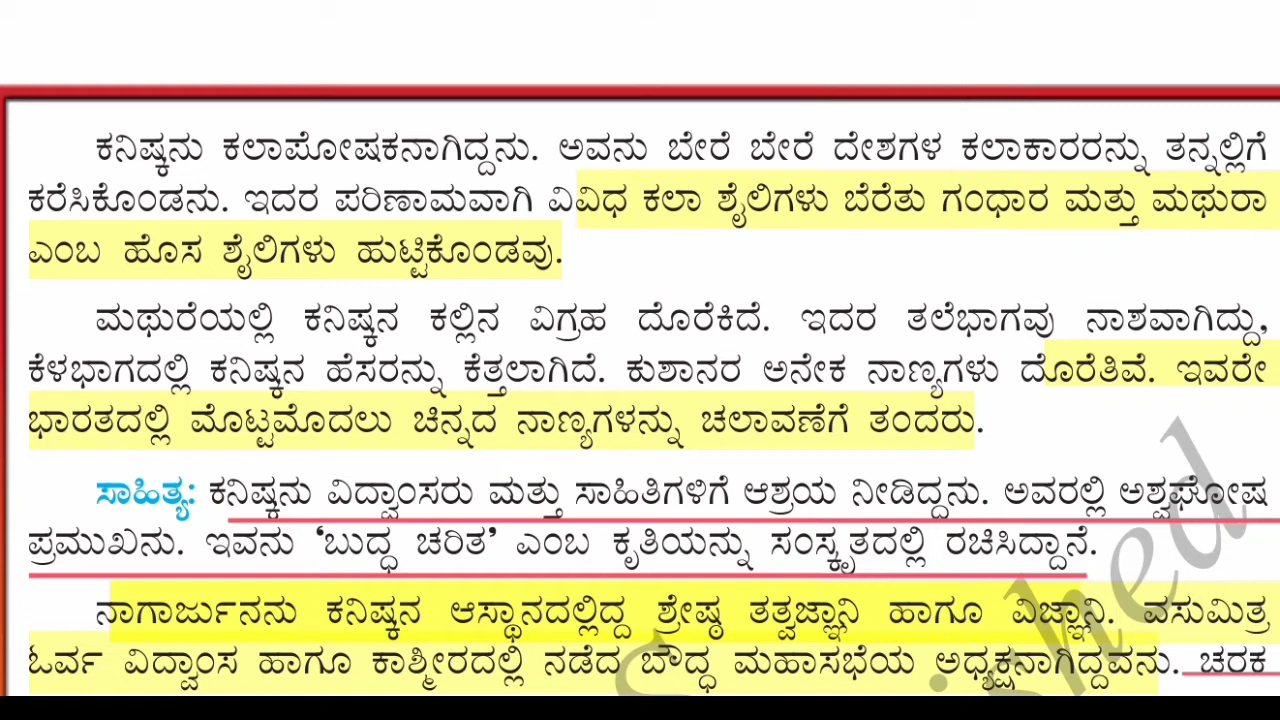 ಕನಿಷ್ಕನು ಕಲಾಪೋಷಕನಾಗಿದ್ದನು. ಅವನು ಬೇರೆ ಬೇರೆ ದೇಶಗಳ ಕಲಾಕಾರರನ್ನು ತನ್ನಲ್ಲಿಗೆ
ಕರೆಸಿಕೊಂಡನು. ಇದರ ಪರಿಣಾಮವಾಗಿ ವಿವಿಧ ಕಲಾ ಶೈಲಿಗಳು ಬೆರೆತು ಗಂಧಾರ ಮತ್ತು ಮಥುರಾ
ಎಂಬ ಹೊಸ ಶೈಲಿಗಳು ಹುಟ್ಟಿಕೊಂಡವು.
ಮಥುರೆಯಲ್ಲಿ ಕನಿಷ್ಕನ ಕಲ್ಲಿನ ವಿಗ್ರಹ ದೊರೆಕಿದೆ. ಇದರ ತಲೆಭಾಗವು ನಾಶವಾಗಿದ್ದು,
ಕೆಳಭಾಗದಲ್ಲಿ ಕನಿಷ್ಕನ ಹೆಸರನ್ನು ಕೆತ್ತಲಾಗಿದೆ. ಕುಶಾನರ ಅನೇಕ ನಾಣ್ಯಗಳು ದೊರೆತಿವೆ. ಇವರೇ
ಭಾರತದಲ್ಲಿ ಮೊಟ್ಟಮೊದಲು ಚಿನ್ನದ ನಾಣ್ಯಗಳನ್ನು ಚಲಾವಣೆಗೆ ತಂದರು.
ಸಾಹಿತ್ಯ: ಕನಿಷ್ಕನು ವಿದ್ವಾಂಸರು ಮತ್ತು ಸಾಹಿತಿಗಳಿಗೆ ಆಶ್ರಯ ನೀಡಿದ್ದನು. ಅವರಲ್ಲಿ ಅಶ್ವಘೋಷ
ಪ್ರಮುಖನು. ಇವನು ‘ಬುದ್ಧ ಚರಿತ’ ಎಂಬ ಕೃತಿಯನ್ನು ಸಂಸ್ಕೃತದಲ್ಲಿ ರಚಿಸಿದ್ದಾನೆ.
ನಾಗಾರ್ಜುನನು ಕನಿಷ್ಕನ ಆಸ್ಥಾನದಲ್ಲಿದ್ದ ಶ್ರೇಷ್ಠ ತತ್ವಜ್ಞಾನಿ ಹಾಗೂ ವಿಜ್ಞಾನಿ. ವಸುಮಿತ್ರ
ಓರ್ವ ವಿದ್ವಾಂಸ ಹಾಗೂ ಕಾಶ್ಮೀರದಲ್ಲಿ ನಡೆದ ಬೌದ್ಧ ಮಹಾಸಭೆಯ ಅಧ್ಯಕ್ಷನಾಗಿದ್ದವನು. ಚರಕ